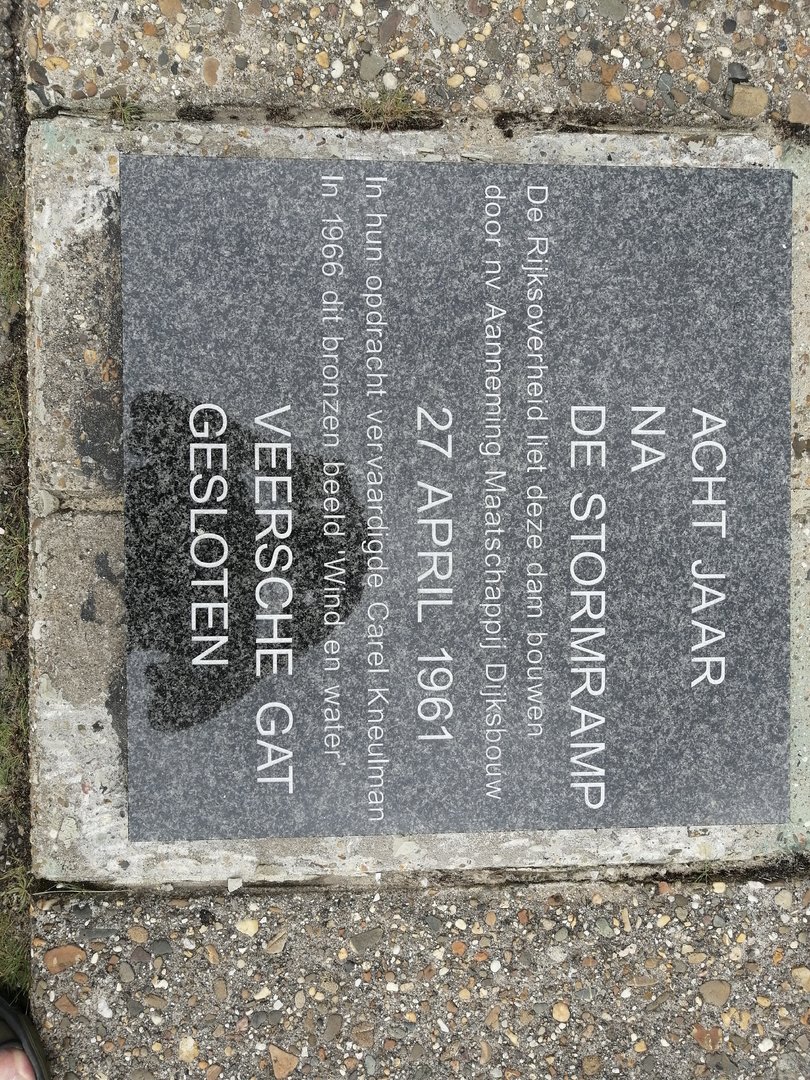 ACHT JAAR
NA
DE STORMRAMP
De Rijksoverheid liet deze dam bouwen
door nv Aanneming Maatschappij Dijksbouw
27 APRIL 1961
In hun opdracht vervaardigde Carel Kneulman
In 1966 dit bronzen beeld 'Wind en water'
VEERSCHE GAT
GESLOTEN